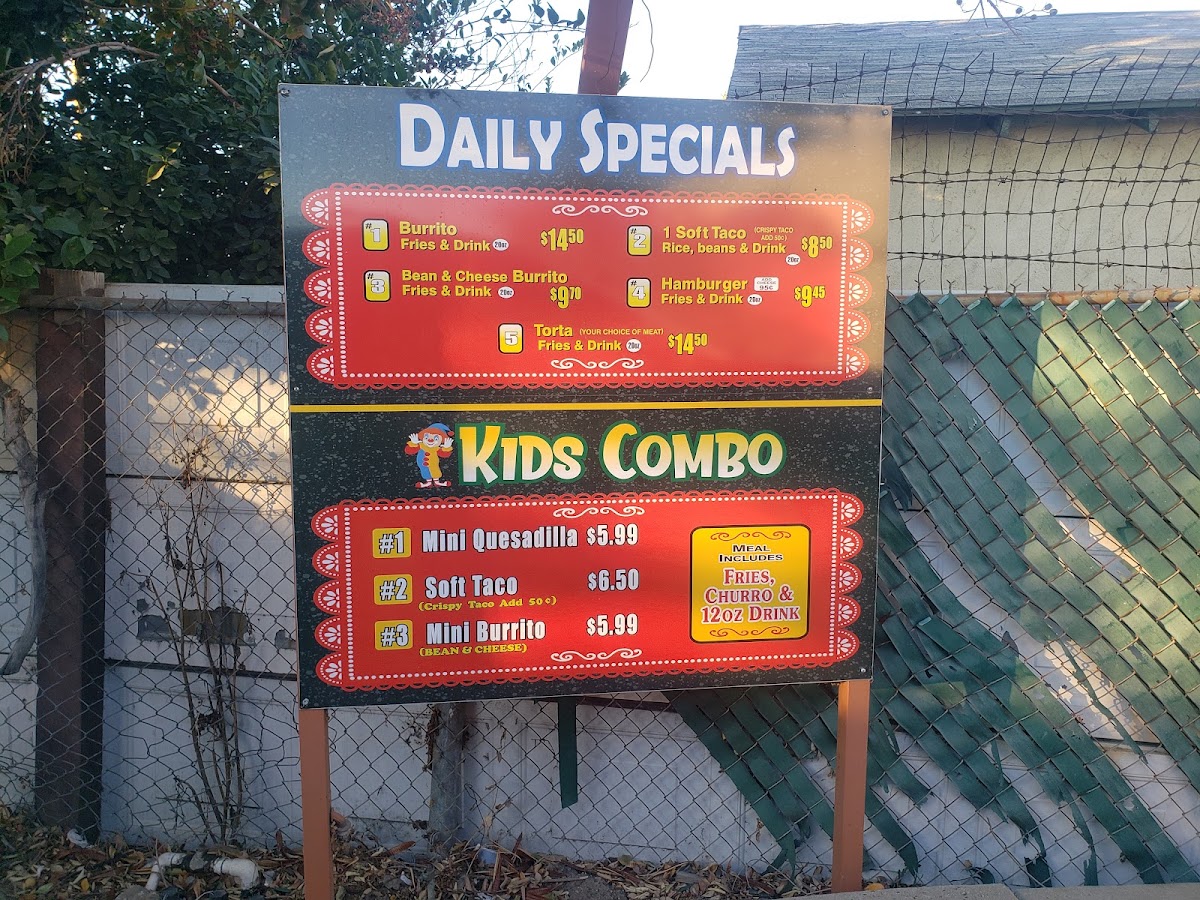 DAILY SPECIALS
#1 Burrito
Fries & Drink 20oz $14.50
#2 1 Soft Taco (CRISPY TACO ADD 50¢)
Rice, beans & Drink 20oz $8.50
#3 Bean & Cheese Burrito
Fries & Drink 20oz $9.70
#4 Hamburger 95¢
Fries & Drink 20oz $9.45
5 Torta (YOUR CHOICE OF MEAT)
Fries & Drink 20oz $14.50
KIDS COMBO
#1 Mini Quesadilla $5.99
#2 Soft Taco $6.50
(Crispy Taco Add 50¢)
#3 Mini Burrito $5.99
(BEAN & CHEESE)
MEAL
INCLUDES
FRIES,
CHURRO &
12OZ DRINK